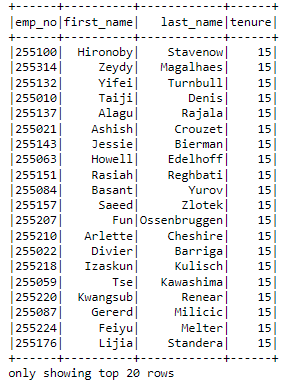 +------+----------+------------+------+
|emp_no|first_name|   last_name|tenure|
+------+----------+------------+------+
|255100|  Hironoby|    Stavenow|    15|
|255314|     Zeydy|   Magalhaes|    15|
|255132|     Yifei|    Turnbull|    15|
|255010|     Taiji|       Denis|    15|
|255137|     Alagu|      Rajala|    15|
|255021|    Ashish|     Crouzet|    15|
|255143|    Jessie|     Bierman|    15|
|255063|    Howell|    Edelhoff|    15|
|255151|    Rasiah|    Reghbati|    15|
|255084|    Basant|       Yurov|    15|
|255157|     Saeed|      Zlotek|    15|
|255207|       Fun|Ossenbruggen|    15|
|255210|   Arlette|    Cheshire|    15|
|255022|    Divier|     Barriga|    15|
|255218|   Izaskun|     Kulisch|    15|
|255059|       Tse|    Kawashima|    15|
|255220|  Kwangsub|      Renear|    15|
|255087|    Gererd|     Milicic|    15|
|255224|     Feiyu|      Melter|    15|
|255176|     Lijia|    Standera|    15|
+------+----------+------------+------+
only showing top 20 rows